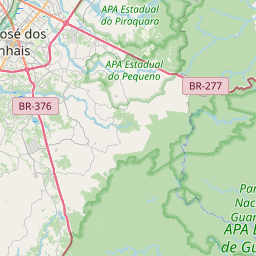 APA Estadual
do Piraquara
osé dos
nhais
APA Estadual
do Pequeno
BR-277
BR-376
Par
Nac
Guar
APA E
de Gu